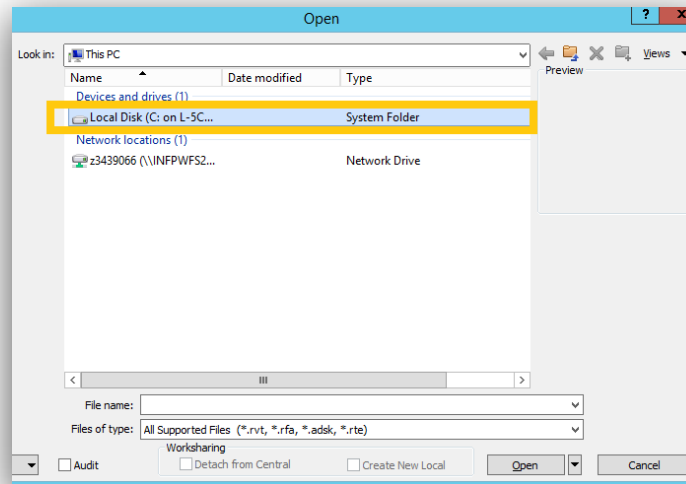 Open
?
x
Look in:
This PC
Views
Name
Date modified
Type
Preview
Devices and drives (1)
Local Disk (C: on L-5C...
System Folder
Network locations (1)
z3439066 (\\INFPWFS2...
Network Drive
File name:
Files of type:
All Supported Files (*.rvt, *.rfa, *.adsk, *.rte)
Worksharing
Audit
Detach from Central
Create New Local
Open
Cancel